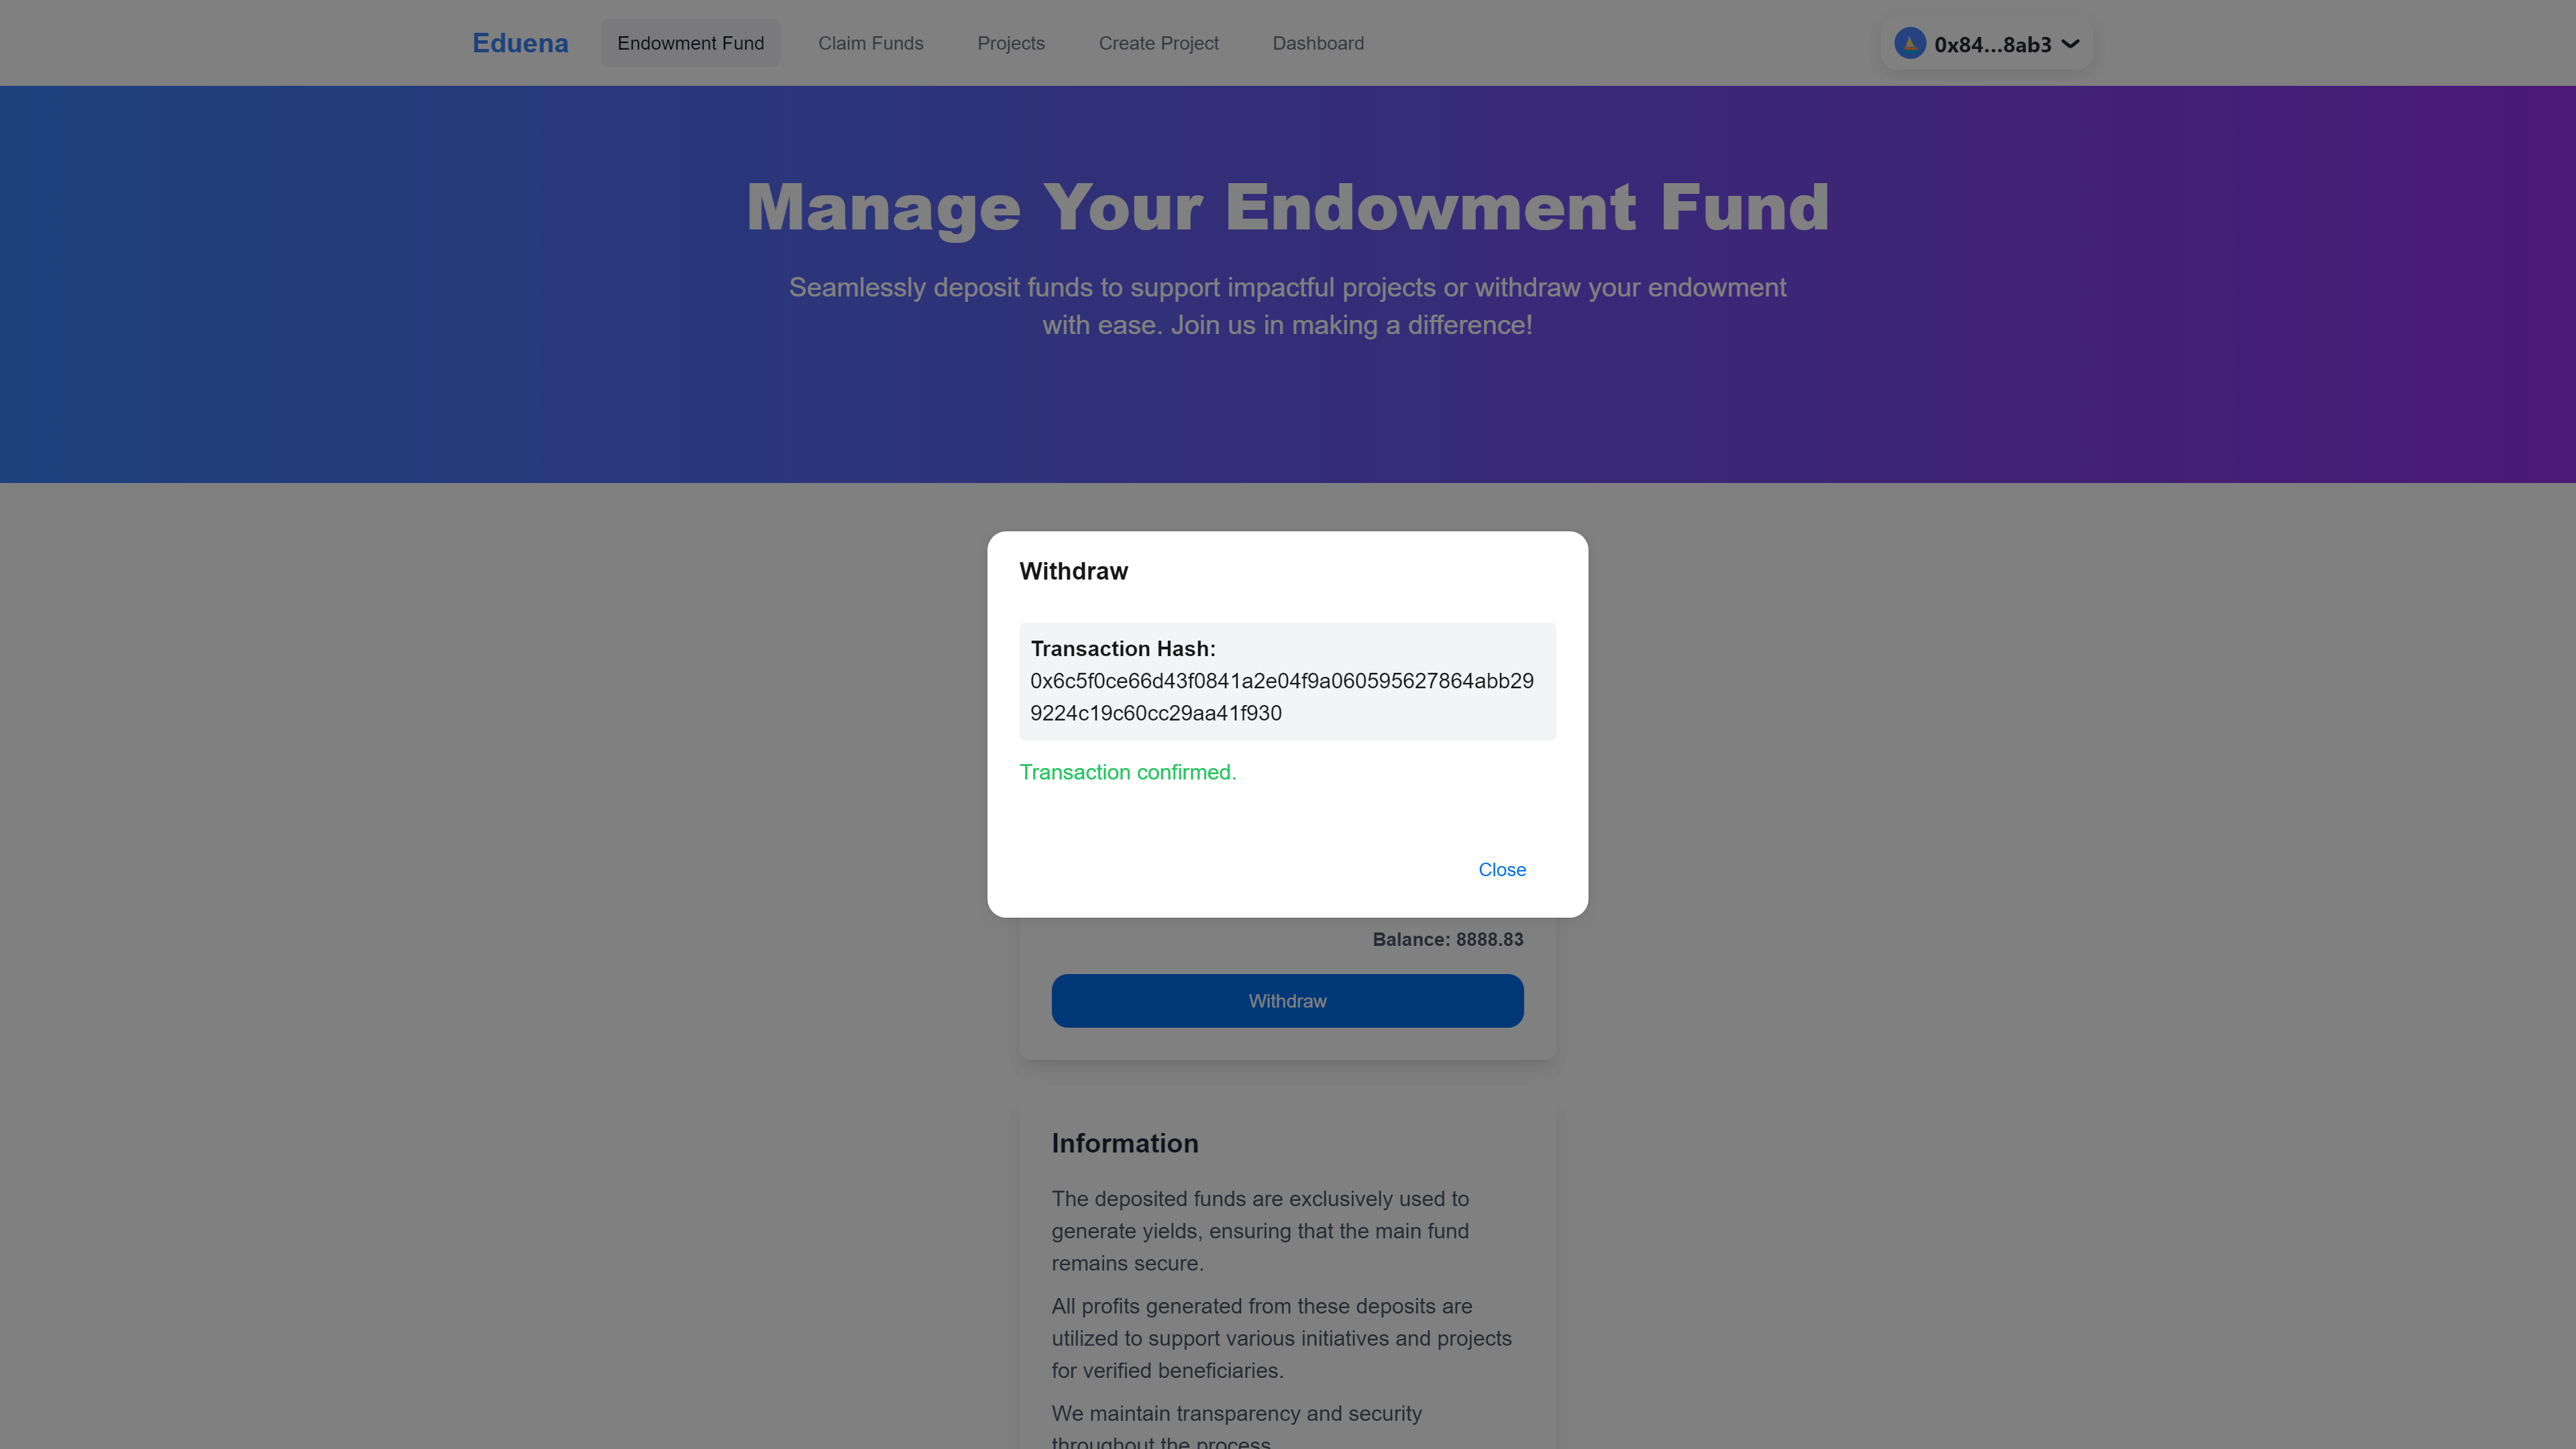 Eduena
Endowment Fund
Claim Funds
Projects
Create Project
Dashboard
0x84...8ab3
Manage Your Endowment Fund
Seamlessly deposit funds to support impactful projects or withdraw your endowment
with ease. Join us in making a difference!
Withdraw
Transaction Hash:
0x6c5f0ce66d43f0841a2e04f9a060595627864abb29
9224c19c60cc29aa41f930
Transaction confirmed.
Close
Balance: 8888.83
Withdraw
Information
The deposited funds are exclusively used to
generate yields, ensuring that the main fund
remains secure.
All profits generated from these deposits are
utilized to support various initiatives and projects
for verified beneficiaries.
We maintain transparency and security
throughout the process